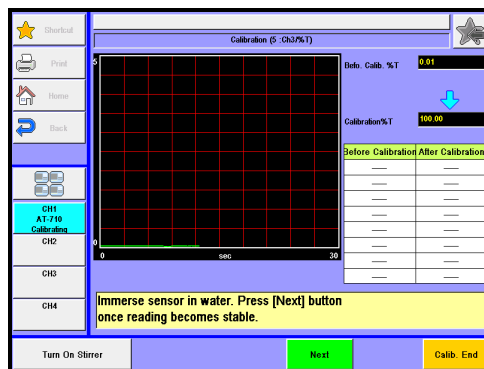 Shortcut
Calibration (5 :Ch3/%T)
Print
Home
Back
5
0
0 sec 30
Befo. Calib. %T 0.01
Calibration%T 100.00
Before Calibration After Calibration
CH1
AT-710
Calibrating
CH2
CH3
CH4
Immerse sensor in water. Press [Next] button
once reading becomes stable.
Turn On Stirrer Next Calib. End